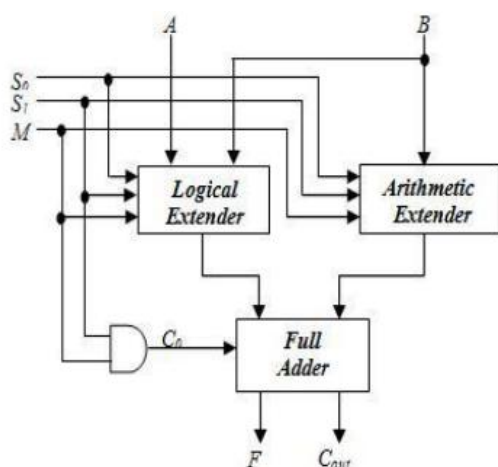 A
B
S₀
S₁
M
Logical
Extender
Arithmetic
Extender
C₀
Full
Adder
F
Cout